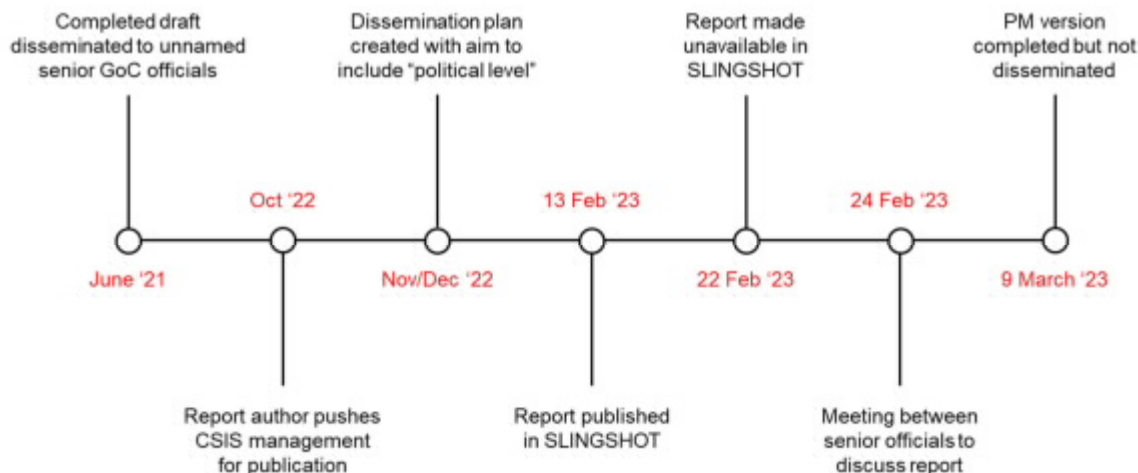 Completed draft
disseminated to unnamed
senior GoC officials
Dissemination plan
created with aim to
include “political level”
Report made
unavailable in
SLINGSHOT
PM version
completed but not
disseminated
Oct ‘22
13 Feb ‘23
24 Feb ‘23
June ‘21
Nov/Dec ‘22
22 Feb ‘23
9 March ‘23
Report author pushes
CSIS management
for publication
Report published
in SLINGSHOT
Meeting between
senior officials to
discuss report